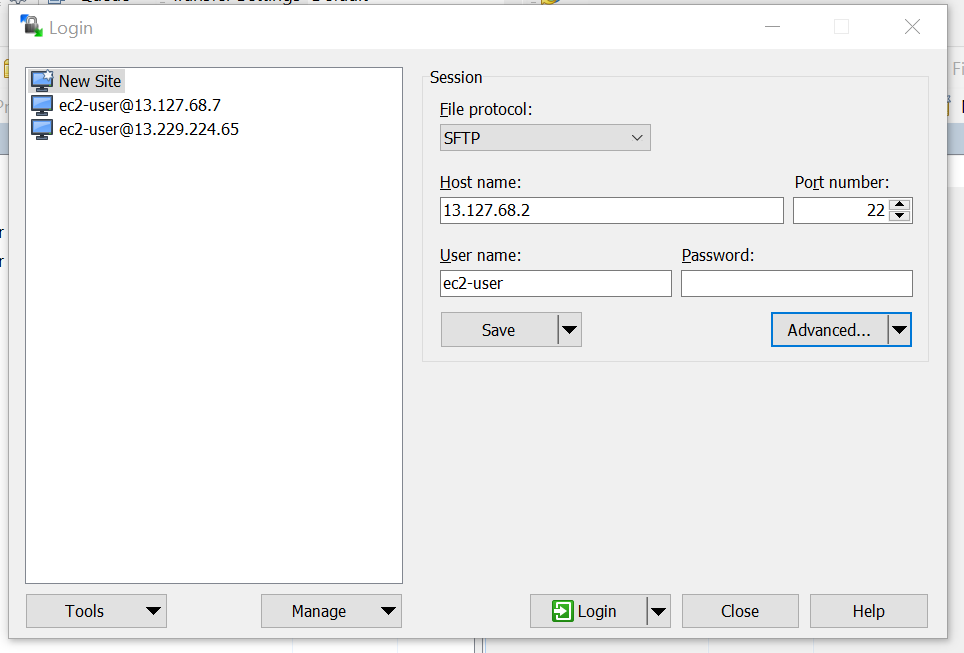 Login
New Site
ec2-user@13.127.68.7
ec2-user@13.229.224.65
Session
File protocol:
SFTP
Host name:
Port number:
13.127.68.2
22
User name:
Password:
ec2-user
Save
Advanced...
Tools
Manage
Login
Close
Help